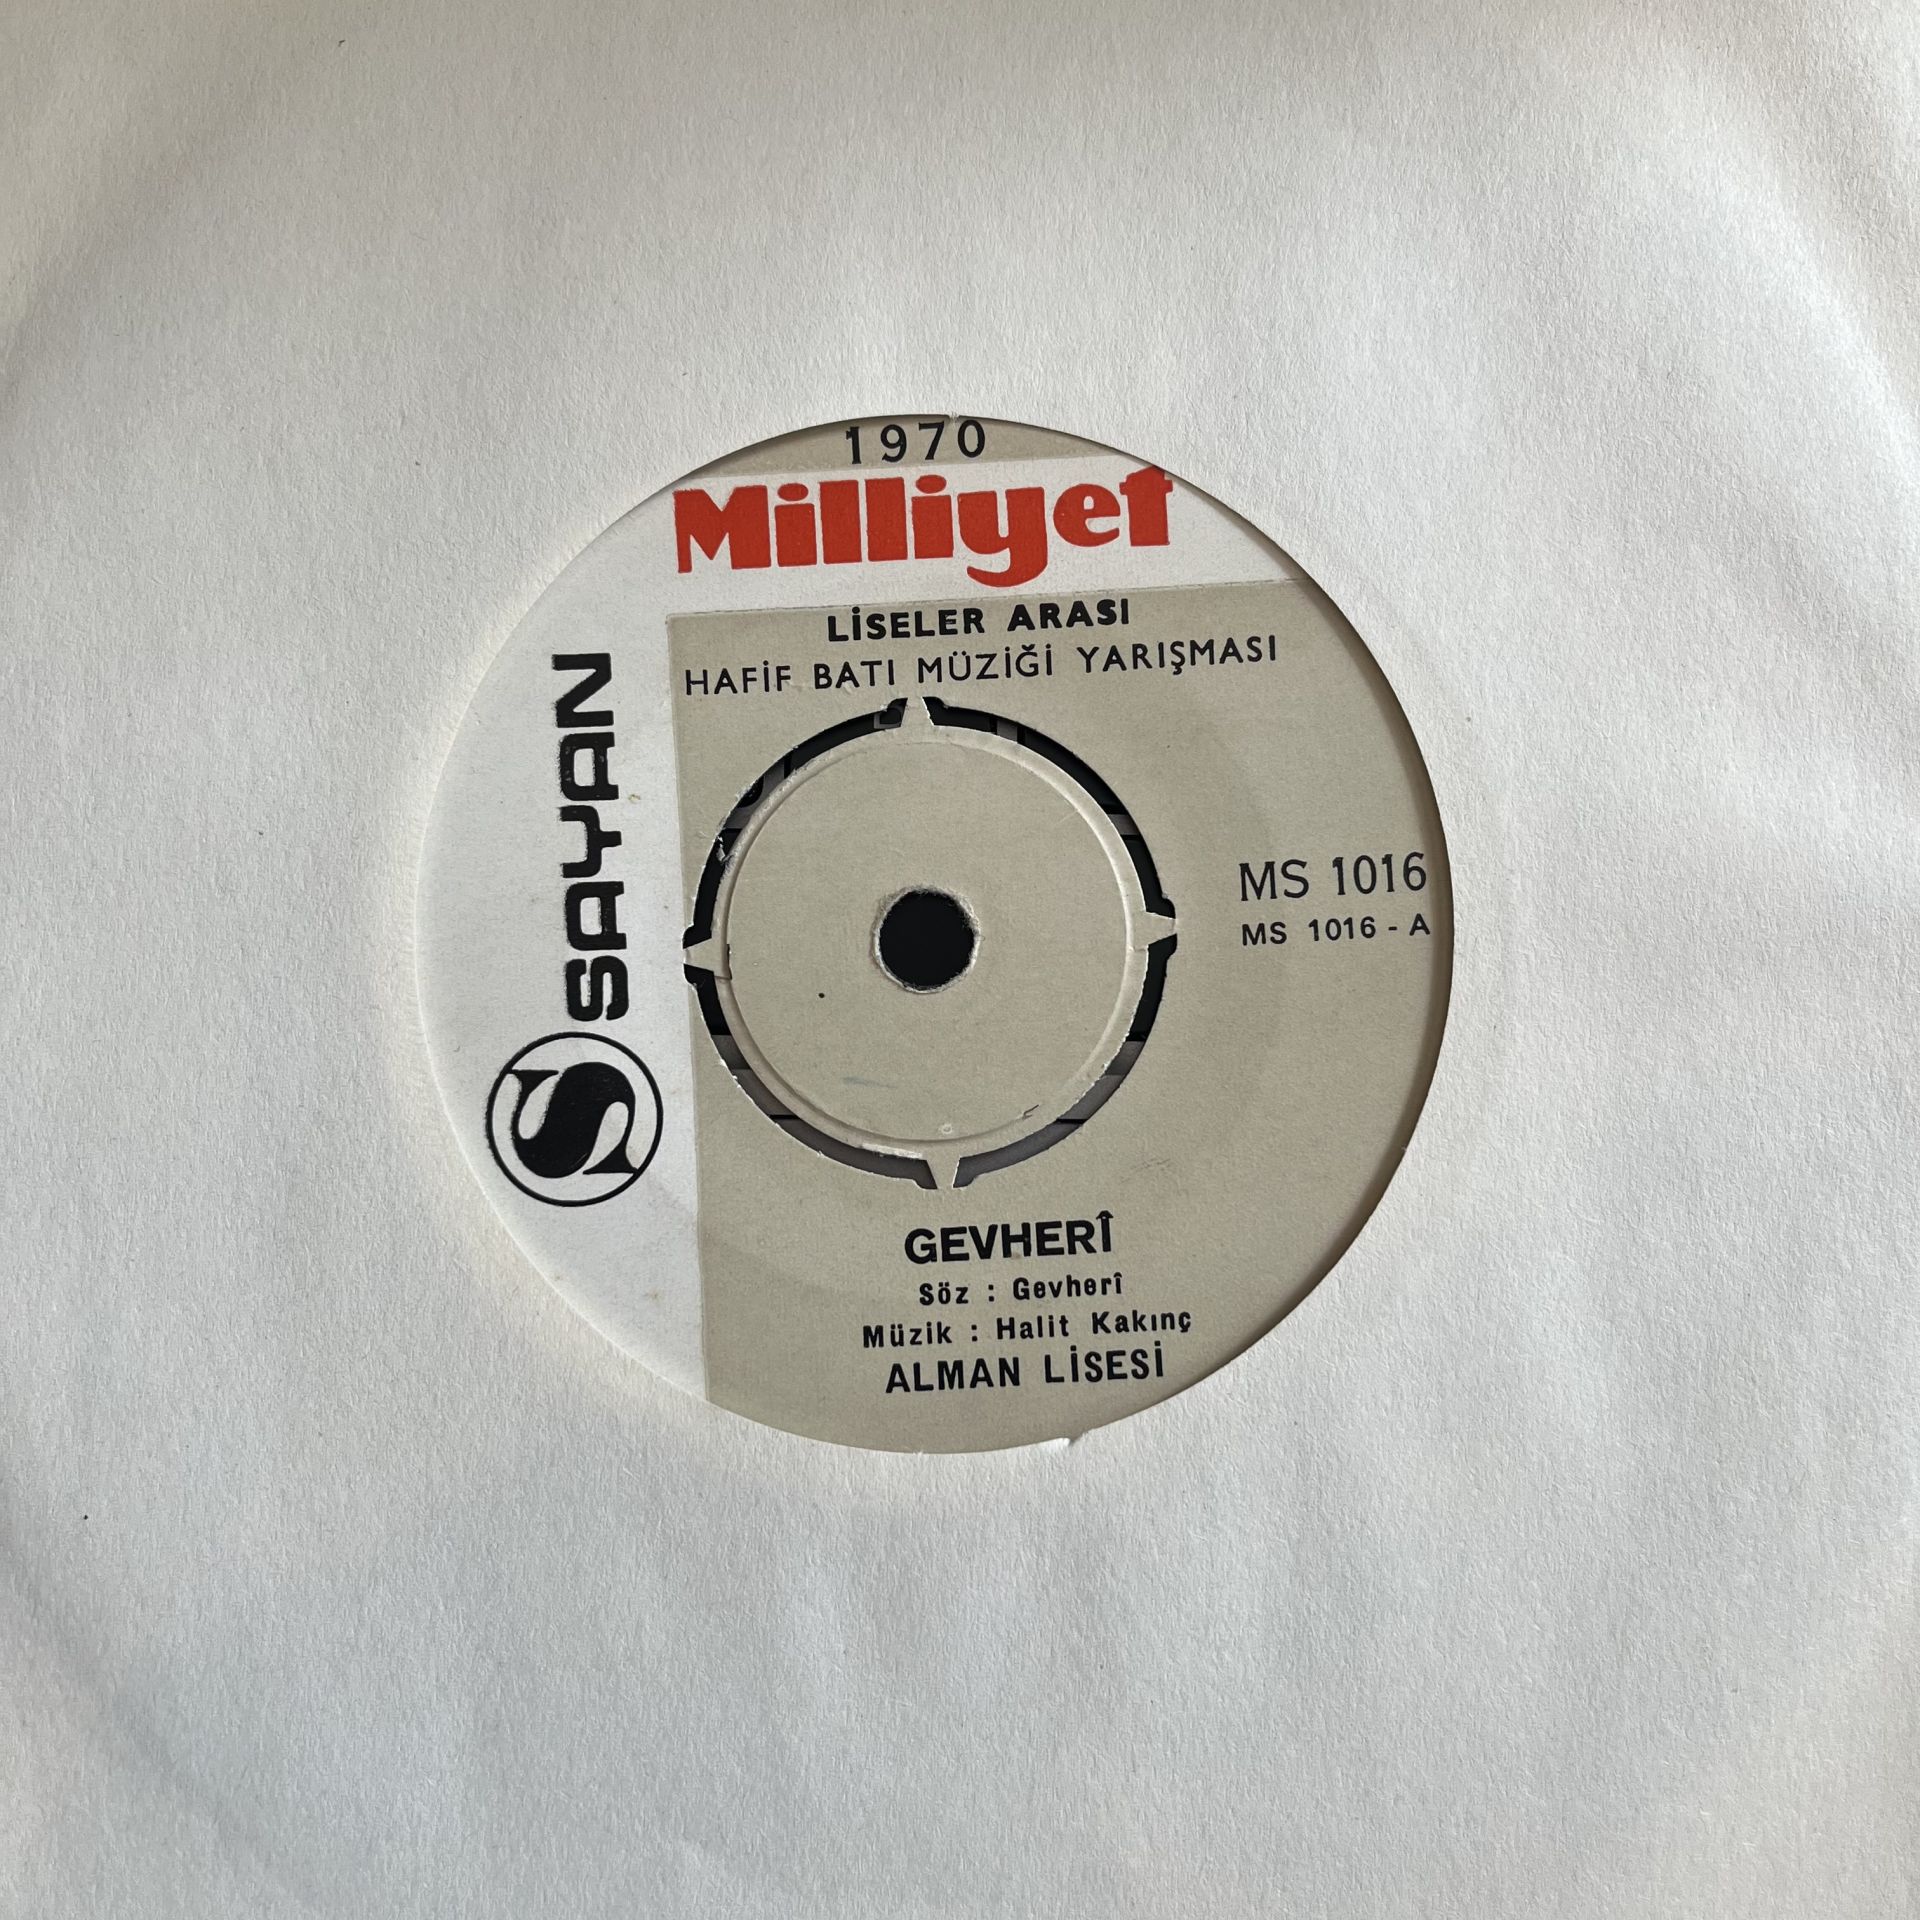 1970
Milliyet
LİSELER ARASI
HAFİF BATI MÜZİĞİ YARIŞMASI
SAYAN
S
MS 1016
MS 1016 - A
GEVHERÎ
Söz : Gevherî
Müzik : Halit Kakınç
ALMAN LİSESİ